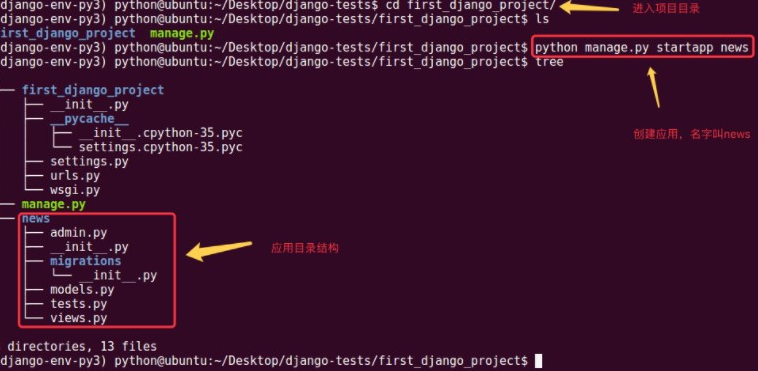 django-env-py3) python@ubuntu:~/Desktop/django-tests$ cd first_django_project/
进入项目目录
django-env-py3) python@ubuntu:~/Desktop/django-tests/first_django_project$ ls
irst_django_project manage.py
django-env-py3) python@ubuntu:~/Desktop/django-tests/first_django_project$ python manage.py startapp news
django-env-py3) python@ubuntu:~/Desktop/django-tests/first_django_project$ tree
── first_django_project
├── __init__.py
├── __pycache__
│   ├── __init__.cpython-35.pyc
│   └── settings.cpython-35.pyc
├── settings.py
├── urls.py
└── wsgi.py
创建应用，名字叫news
── manage.py
── news
├── admin.py
├── __init__.py
├── migrations
│   └── __init__.py
├── models.py
├── tests.py
└── views.py
应用目录结构
directories, 13 files
django-env-py3) python@ubuntu:~/Desktop/django-tests/first_django_project$